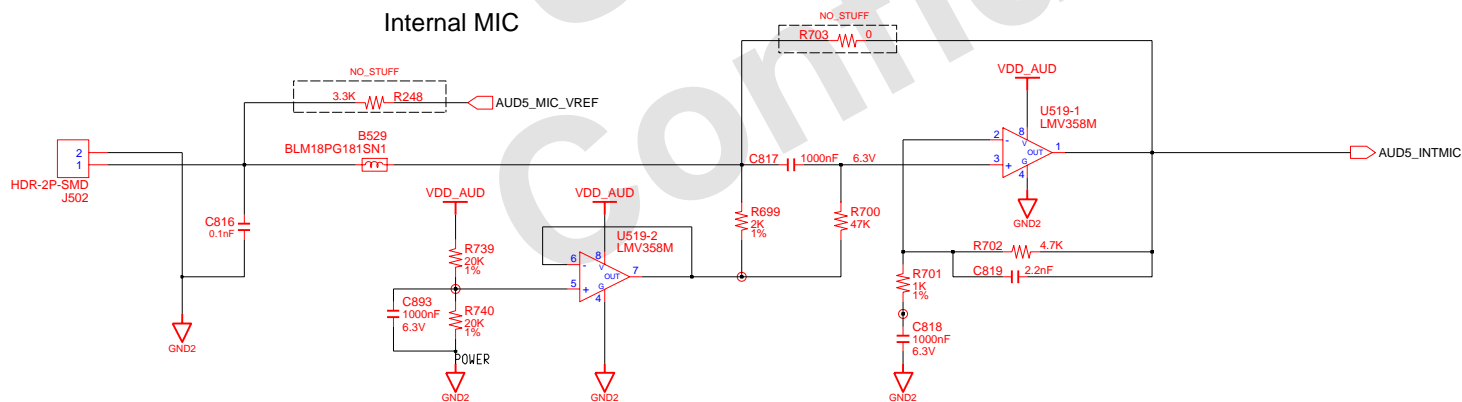 Internal MIC
NO_STUFF
R703 0
NO_STUFF
3.3K R248
AUD5_MIC_VREF
VDD_AUD
U519-1
LMV358M
8
V
2 -
OUT 1
3 +
G
4
GND2
AUD5_INTMIC
2
1
HDR-2P-SMD
J502
B529
BLM18PG181SN1
C817 1000nF 6.3V
C816
0.1nF
GND2
VDD_AUD
R739
20K
1%
C893
1000nF
6.3V
R740
20K
1%
POWER
GND2
VDD_AUD
U519-2
LMV358M
8
V
6 -
OUT 7
5 +
G
4
GND2
R699
2K
1%
R700
47K
R702 4.7K
C819 2.2nF
R701
1K
1%
C818
1000nF
6.3V
GND2